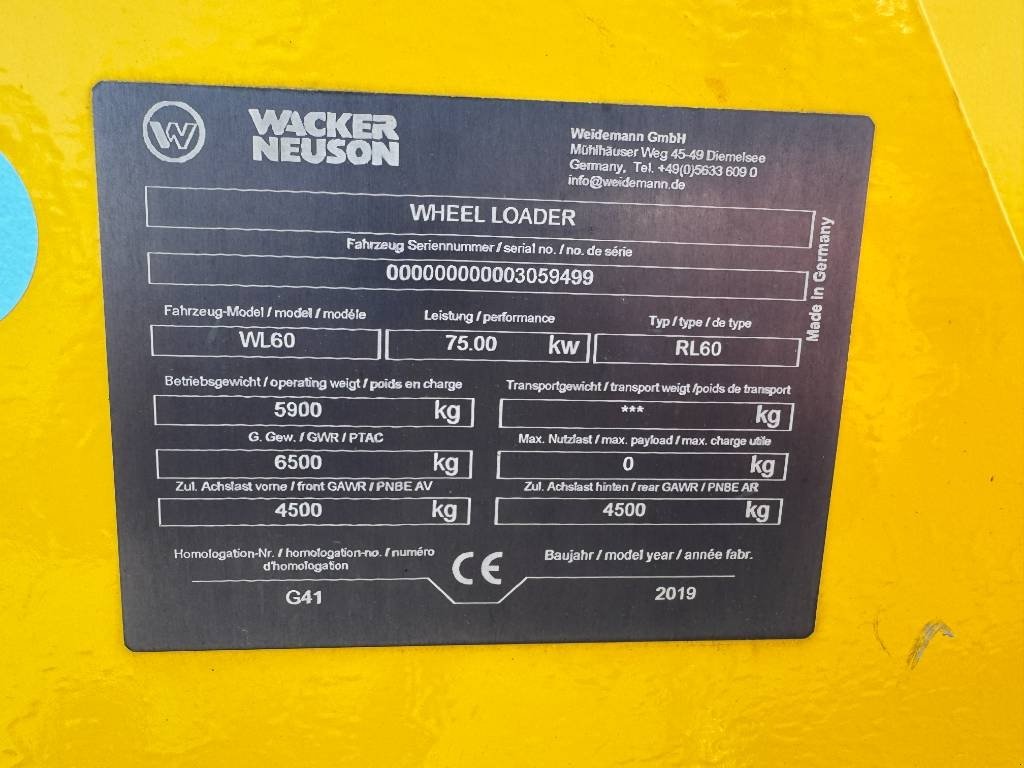 WACKER
NEUSON
Weidemann GmbH
Mühlhäuser Weg 45-49 Diemelsee
Germany, Tel. +49(0)5633 609 0
info@weidemann.de
WHEEL LOADER
Fahrzeug Seriennummer / serial no. / no. de série
000000000003059499
Made in Germany
Fahrzeug-Model / model / modéle
Leistung / performance
Typ / type / de type
WL60
75.00 kw
RL60
Betriebsgewicht / operating weigt / poids en charge
Transportgewicht / transport weigt /poids de transport
5900 kg
*** kg
G. Gew. / GWR / PTAC
Max. Nutzlast / max. payload / max. charge utile
6500 kg
0 kg
Zul. Achslast vorne / front GAWR / PNBE AV
Zul. Achslast hinten / rear GAWR / PNBE AR
4500 kg
4500 kg
Homologation-Nr. / homologation-no. / numéro
d'homologation
CE
Baujahr / model year / année fabr.
G41
2019